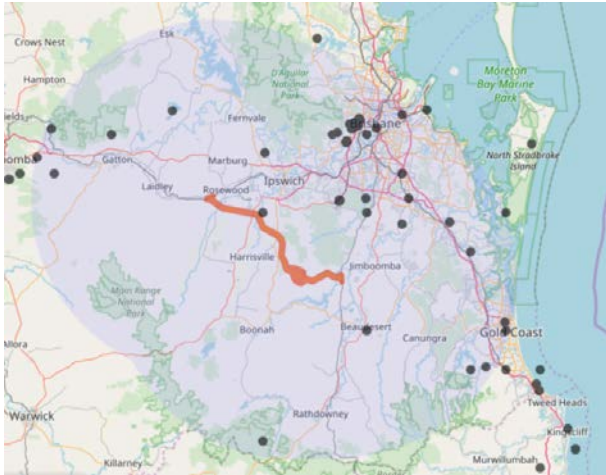 Esk
Crows Nest
D'Aguilar
National
Park
Hampton
Moreton
Bay Marine
Park
Fernvale
Brisbane
Gatton
Marburg
North Stradbroke
Island
Laidley
Rosewood
Ipswich
Harrisville
Jimboomba
Main Range
National
Park
Boonah
Beaudesert
Canungra
Gold Coast
Allora
Tweed Heads
Warwick
Rathdowney
Kingscliff
Killarney
Murwillumbah